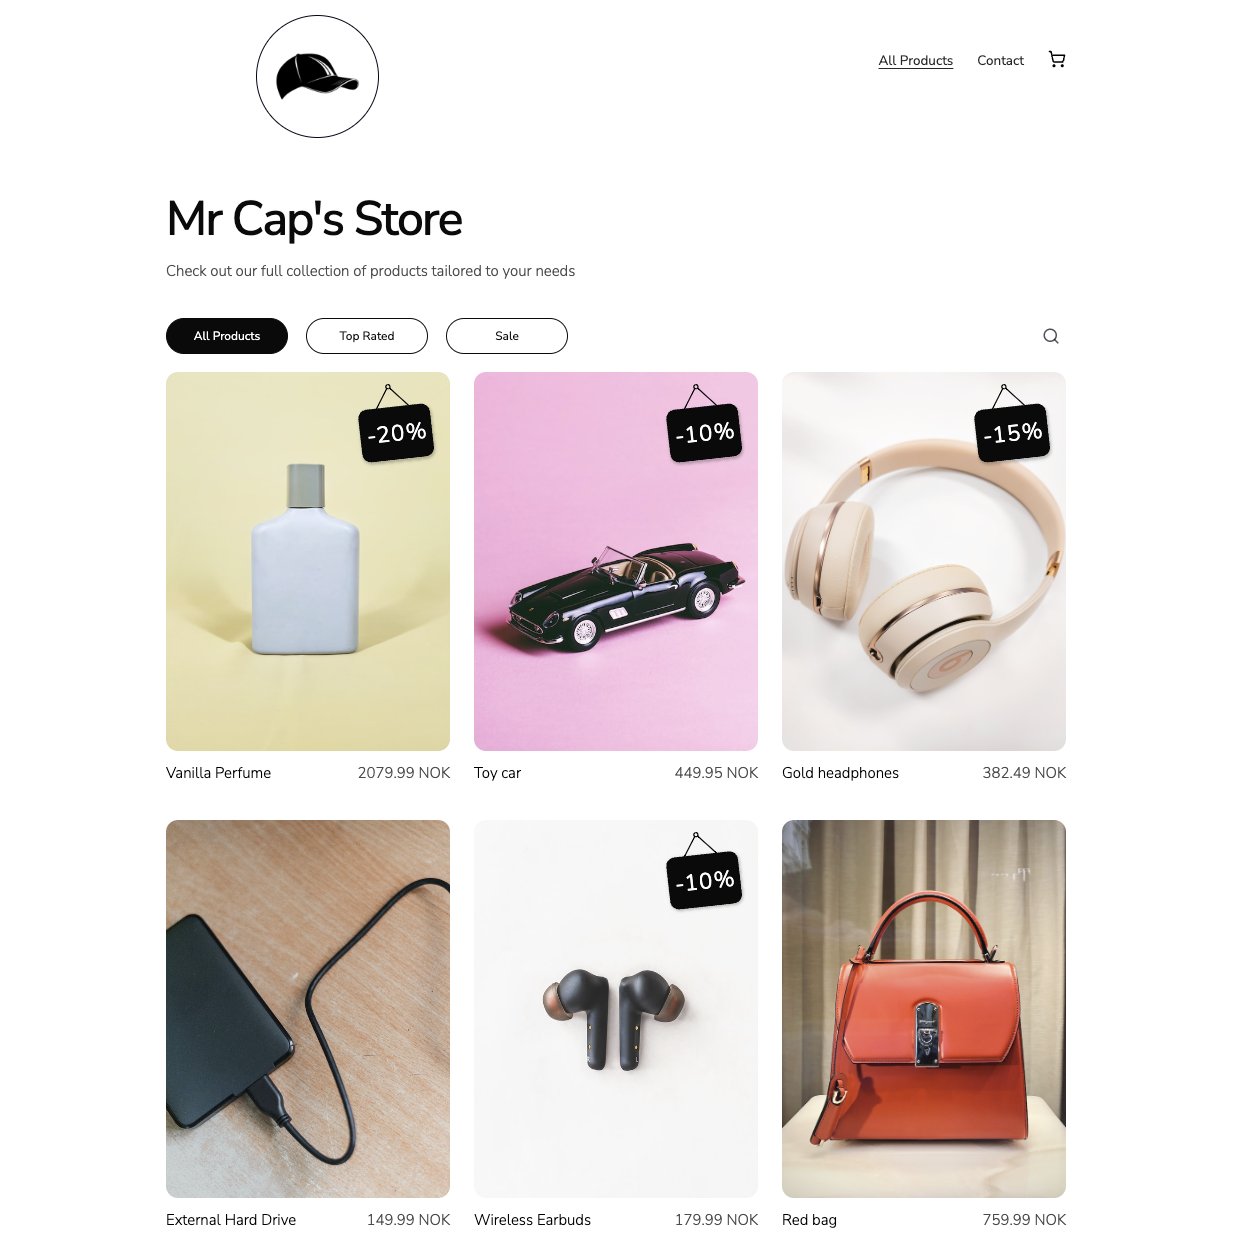 All Products Contact
Mr Cap's Store
Check out our full collection of products tailored to your needs
All Products Top Rated Sale
-20% -10% -15%
Vanilla Perfume 2079.99 NOK Toy car 449.95 NOK Gold headphones 382.49 NOK
-10%
External Hard Drive 149.99 NOK Wireless Earbuds 179.99 NOK Red bag 759.99 NOK